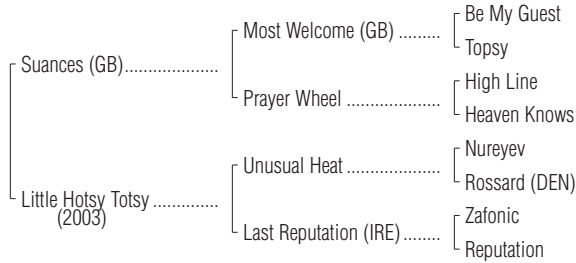 Be My Guest
Most Welcome (GB) .........
Topsy
Suances (GB)....................
High Line
Prayer Wheel ....................
Heaven Knows
Nureyev
Unusual Heat ....................
Rossard (DEN)
Little Hotsy Totsy ..............
(2003)
Zafonic
Last Reputation (IRE)........
Reputation